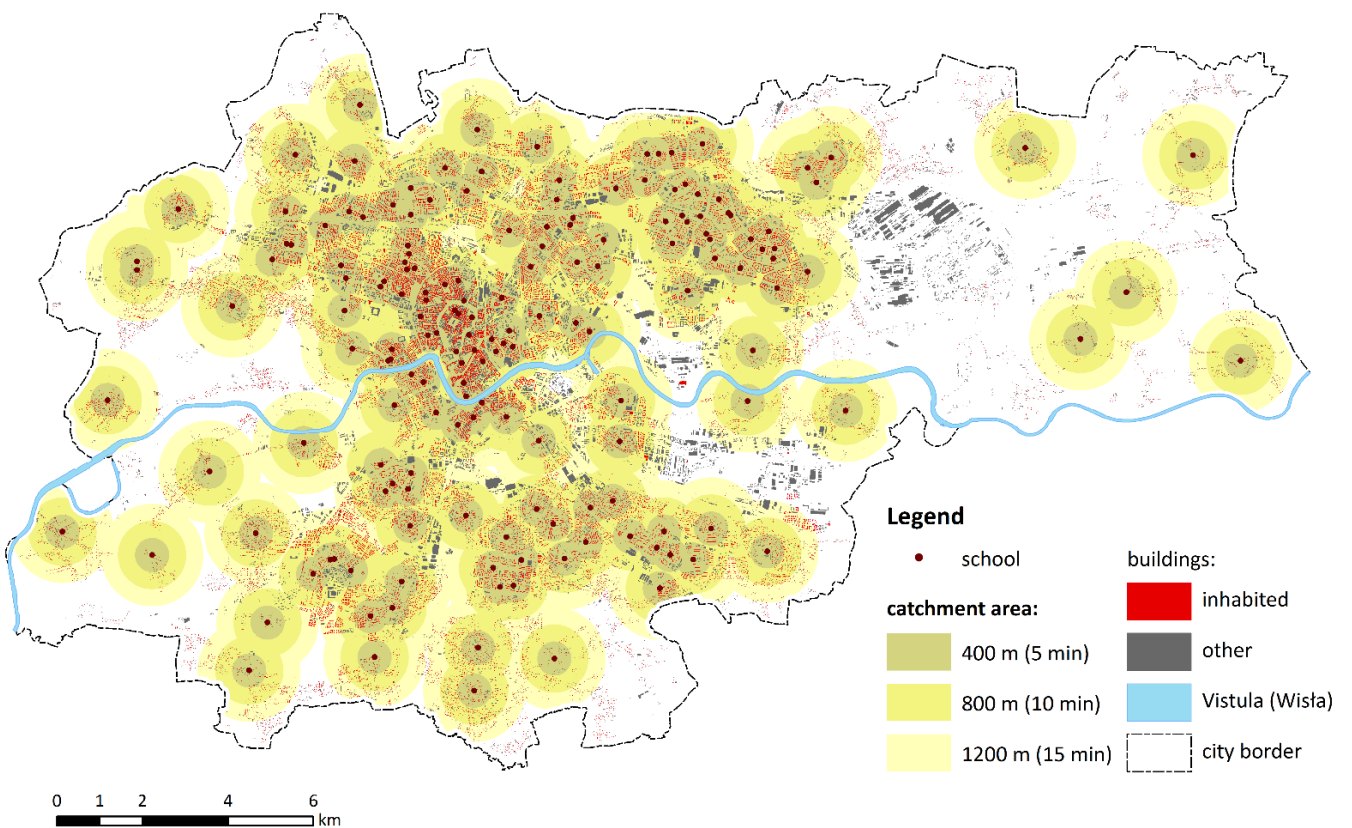 Legend
school
catchment area:
400 m (5 min)
800 m (10 min)
1200 m (15 min)
buildings:
inhabited
other
Vistula (Wisła)
city border
0 1 2 4 6
km